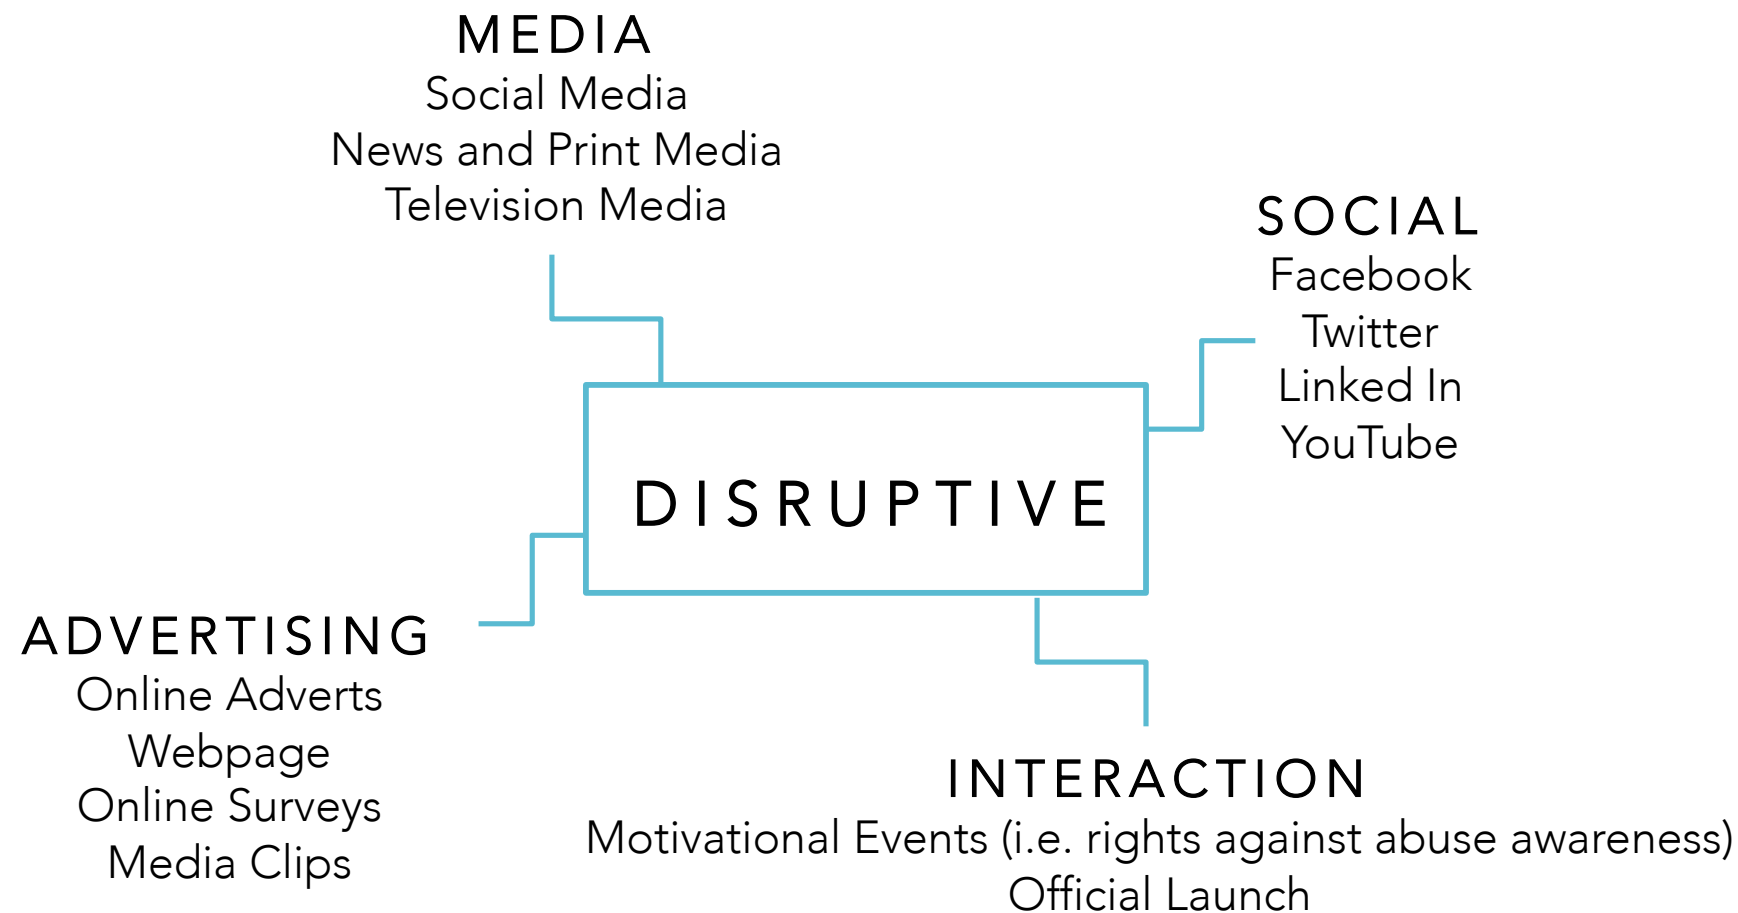 MEDIA
Social Media
News and Print Media
Television Media
SOCIAL
Facebook
Twitter
Linked In
YouTube
DISRUPTIVE
ADVERTISING
Online Adverts
Webpage
Online Surveys
Media Clips
INTERACTION
Motivational Events (i.e. rights against abuse awareness)
Official Launch